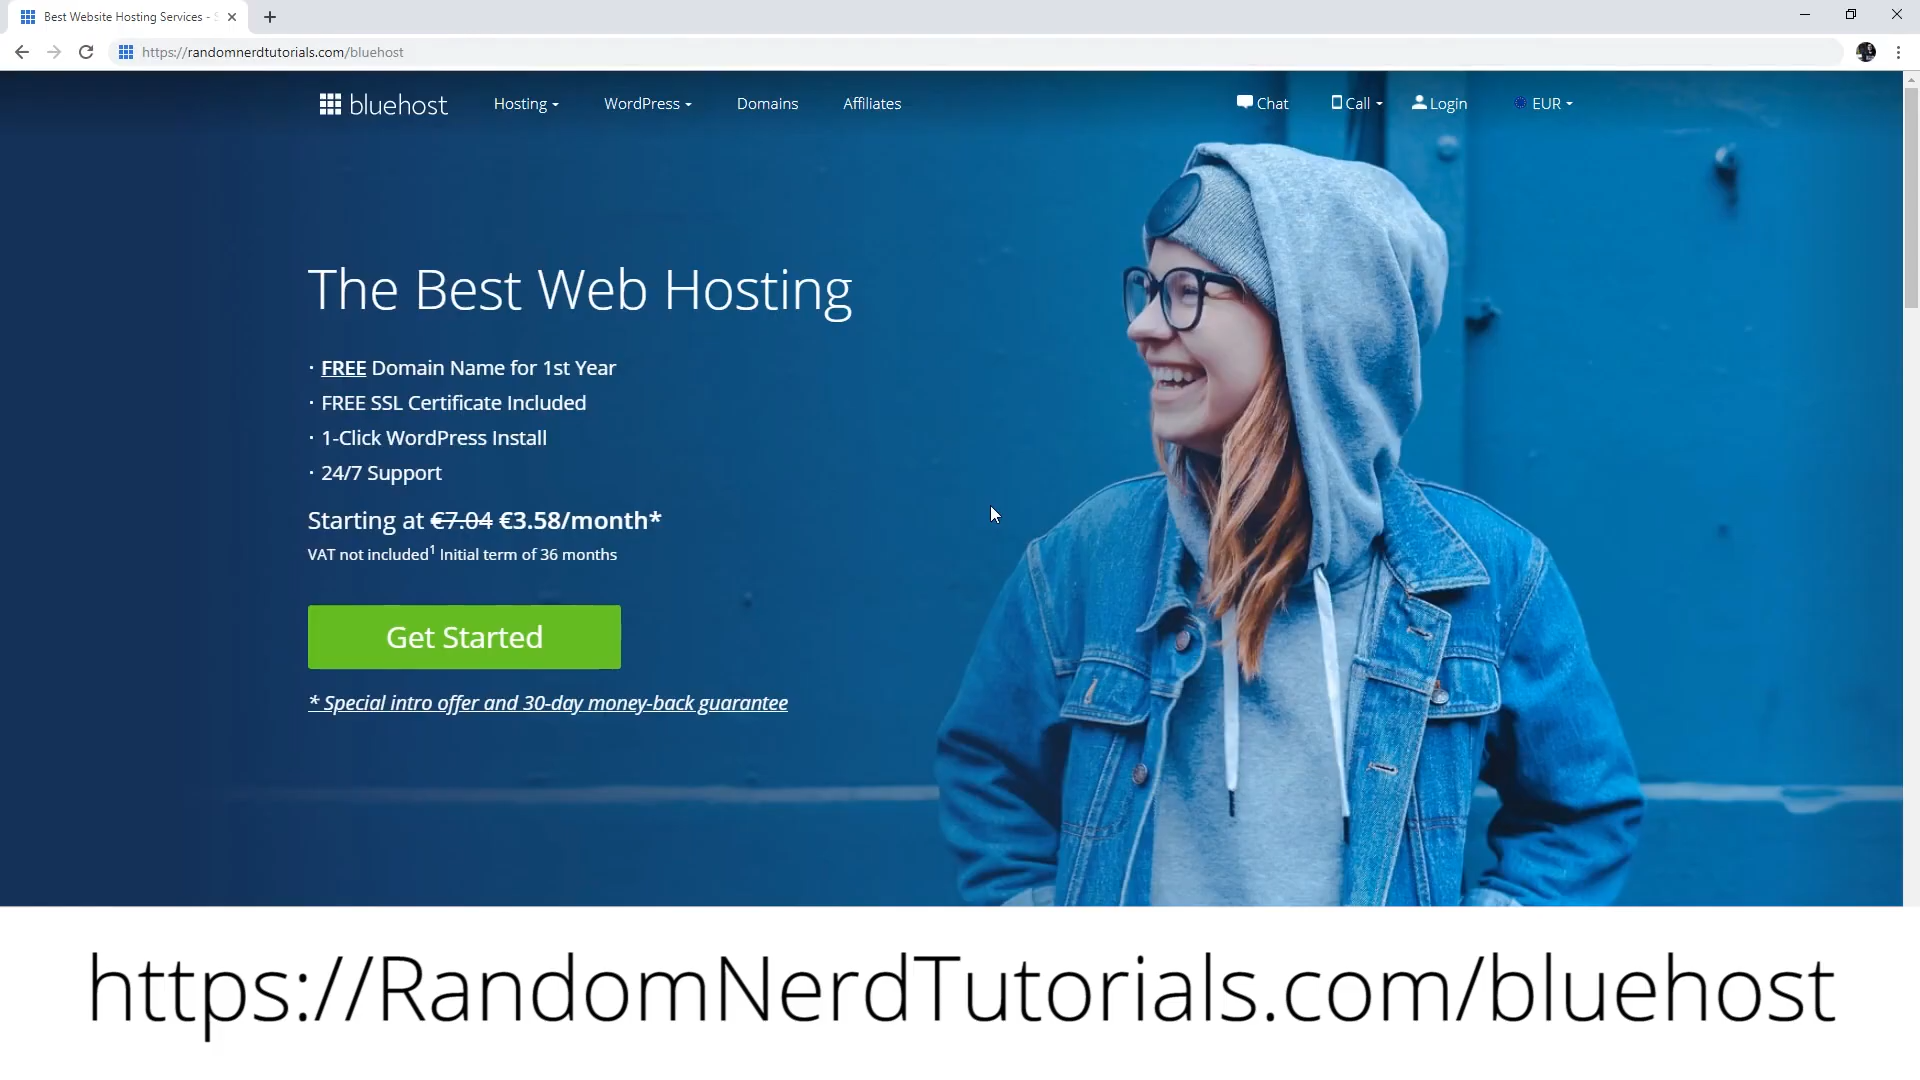 Best Website Hosting Services -
https://randomnerdtutorials.com/bluehost
bluehost
Hosting
WordPress
Domains
Affiliates
Chat
Call
Login
EUR
The Best Web Hosting
· FREE Domain Name for 1st Year
· FREE SSL Certificate Included
· 1-Click WordPress Install
· 24/7 Support
Starting at €7.04 €3.58/month*
VAT not included¹ Initial term of 36 months
Get Started
* Special intro offer and 30-day money-back guarantee
https://RandomNerdTutorials.com/bluehost